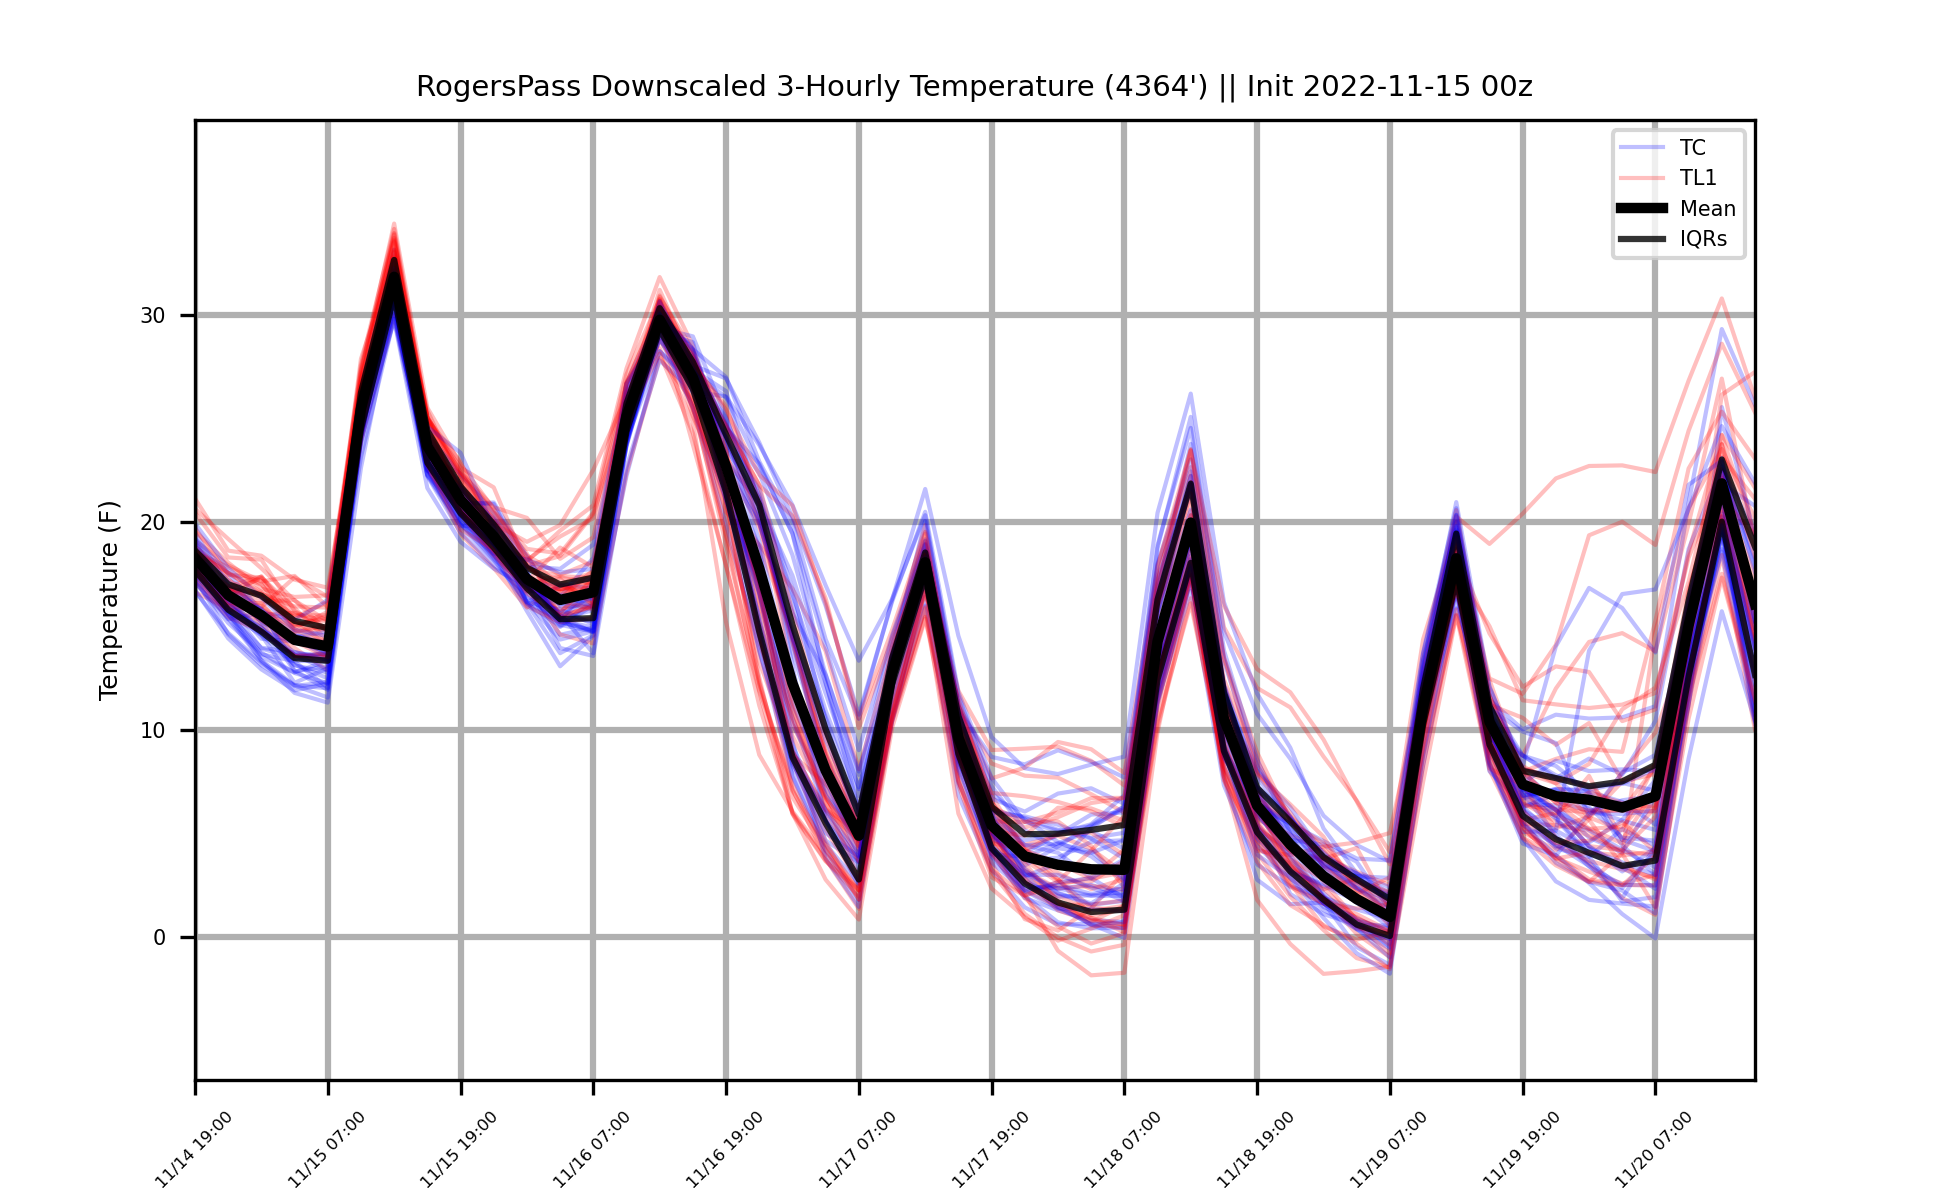 RogersPass Downscaled 3-Hourly Temperature (4364') || Init 2022-11-15 00z
TC
TL1
Mean
IQRs
Temperature (F)
30
20
10
0
11/14 19:00
11/15 07:00
11/15 19:00
11/16 07:00
11/16 19:00
11/17 07:00
11/17 19:00
11/18 07:00
11/18 19:00
11/19 07:00
11/19 19:00
11/20 07:00